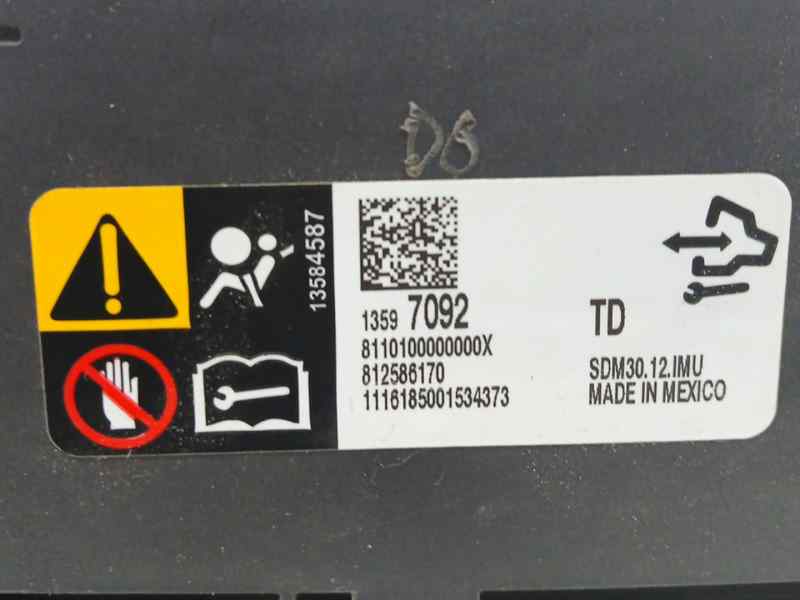 D6
13584587
1359 7092
8110100000000X
812586170
1116185001534373
TD
SDM30.12.IMU
MADE IN MEXICO